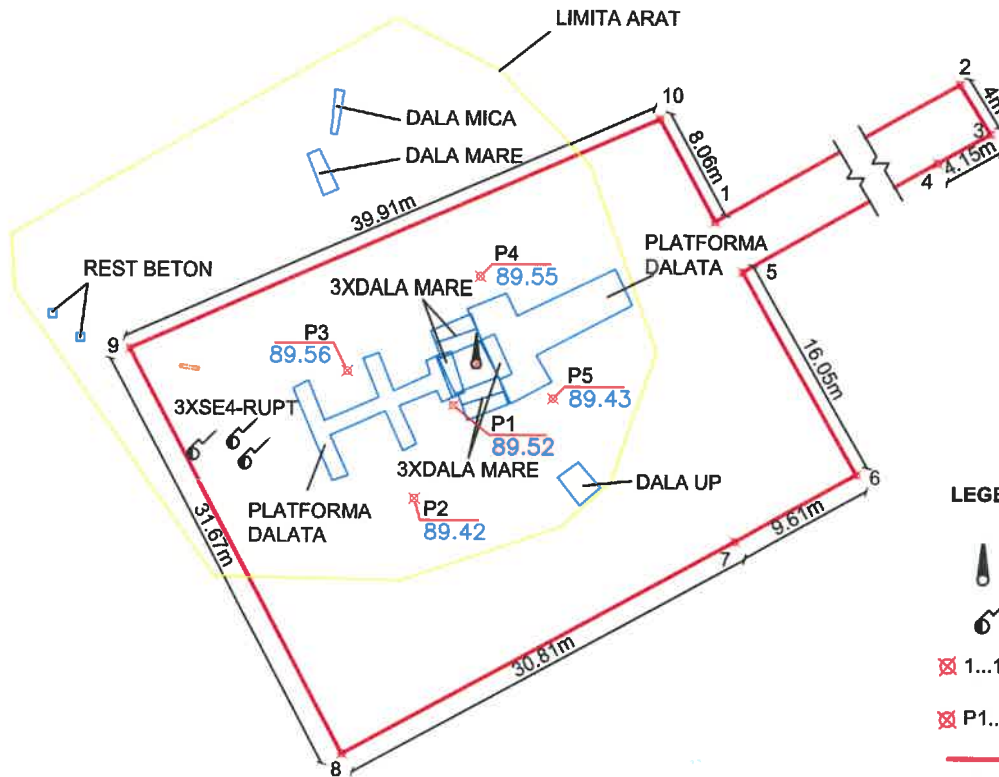 LIMITA ARAT
2
10
4m
DALA MICA
3
8.06m
DALA MARE
4.15m
4
39.91m
1
PLATFORMA
DALATA
P4
89.55
REST BETON
5
3XDALA MARE
P3
89.56
9
16.05m
P5
89.43
3XSE4-RUPT
P1
89.52
3XDALA MARE
6
DALA UP
PLATFORMA
DALATA
P2
89.42
LEGE
31.67m
9.61m
7
30.81m
1...1
P1..
8